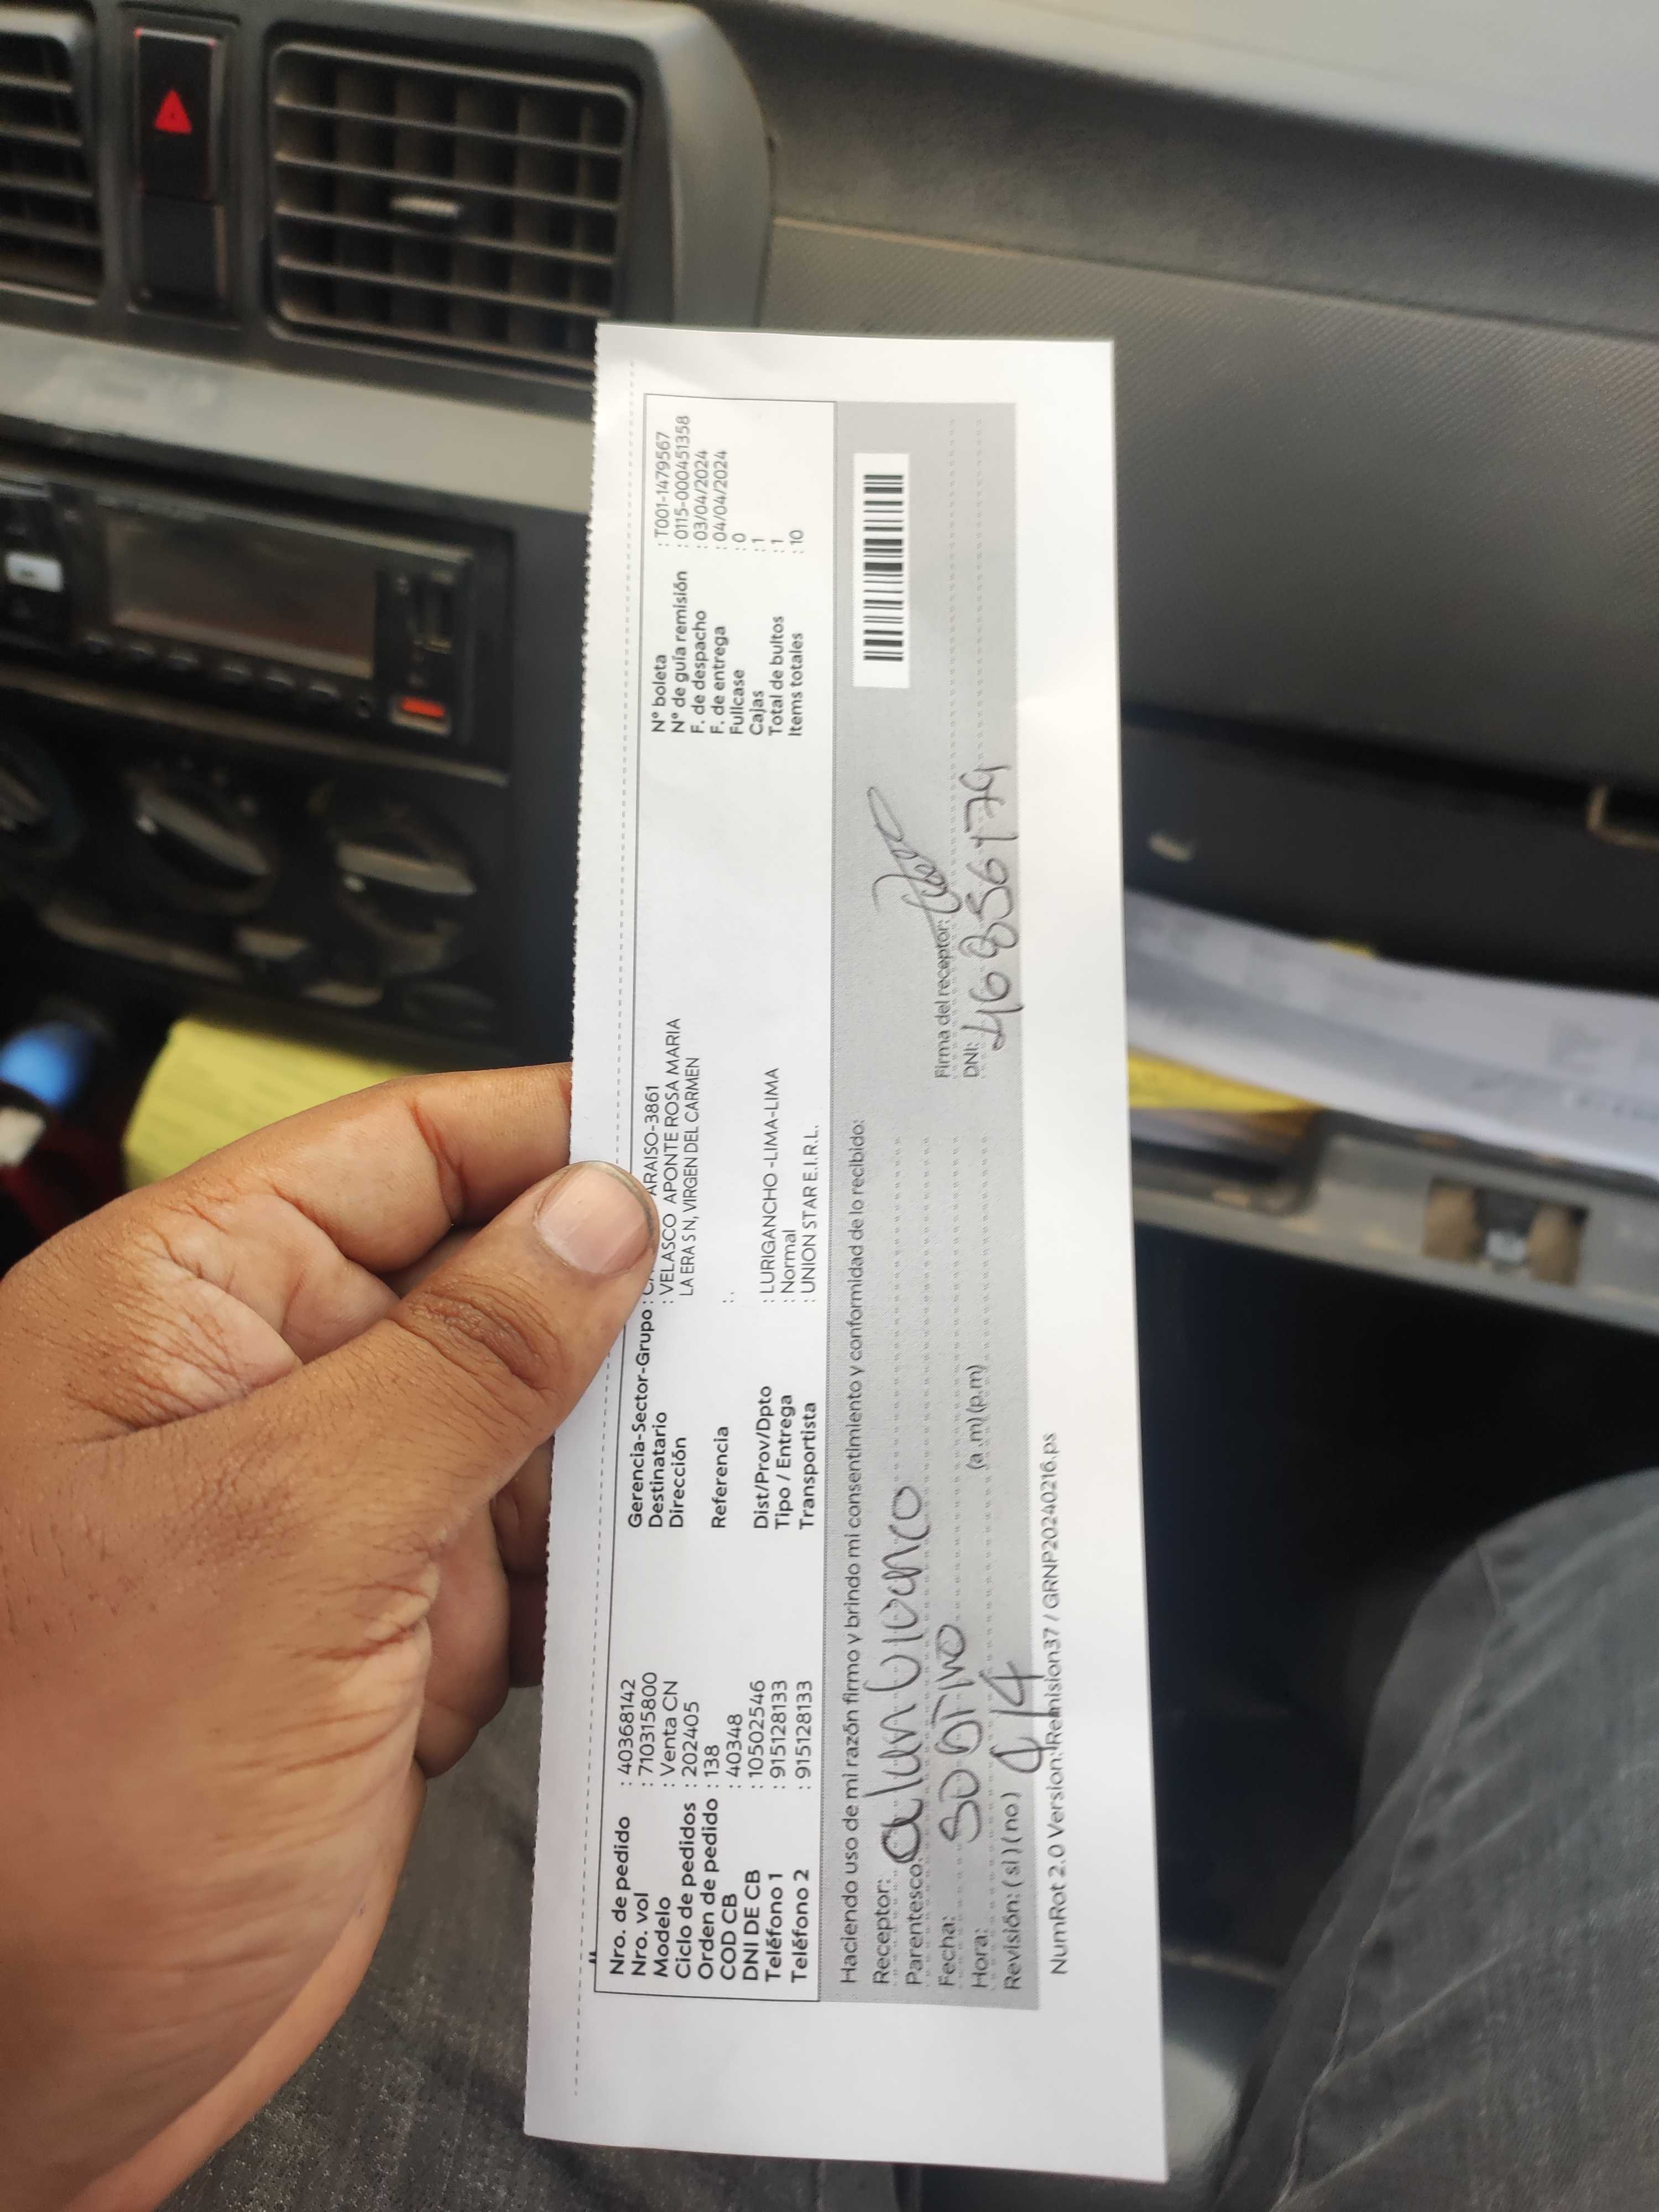 Nro. de pedido : 40368142
Nro. vol : 710315800
Modelo : Venta CN
Ciclo de pedidos : 202405
Orden de pedido : 138
COD CB : 40348
DNI DE CB : 10502546
Teléfono 1 : 915128133
Teléfono 2 : 915128133
Gerencia-Sector-Grupo : ARAISO-3861
Destinatario : VELASCO APONTE ROSA MARIA
Dirección LA ERA S N, VIRGEN DEL CARMEN
Referencia : .
Dist/Prov/Dpto : LURIGANCHO -LIMA-LIMA
Tipo / Entrega : Normal
Transportista : UNION STAR E.I.R.L.
N° boleta : T001-1479567
N° de guía remisión : 0115-000451358
F. de despacho : 03/04/2024
F. de entrega : 04/04/2024
Fullcase : 0
Cajas : 1
Total de bultos : 1
Items totales : 10
Haciendo uso de mi razón firmo y brindo mi consentimiento y conformidad de lo recibido:
Receptor:
Parentesco:
Fecha: SOBTINO
Hora: (a.m) (p.m)
Revisión: ( si ) ( no ) 4/4
Firma del receptor:
DNI: 46836179
NumRot 2.0 Version: Remision37 / GRNP20240216.ps